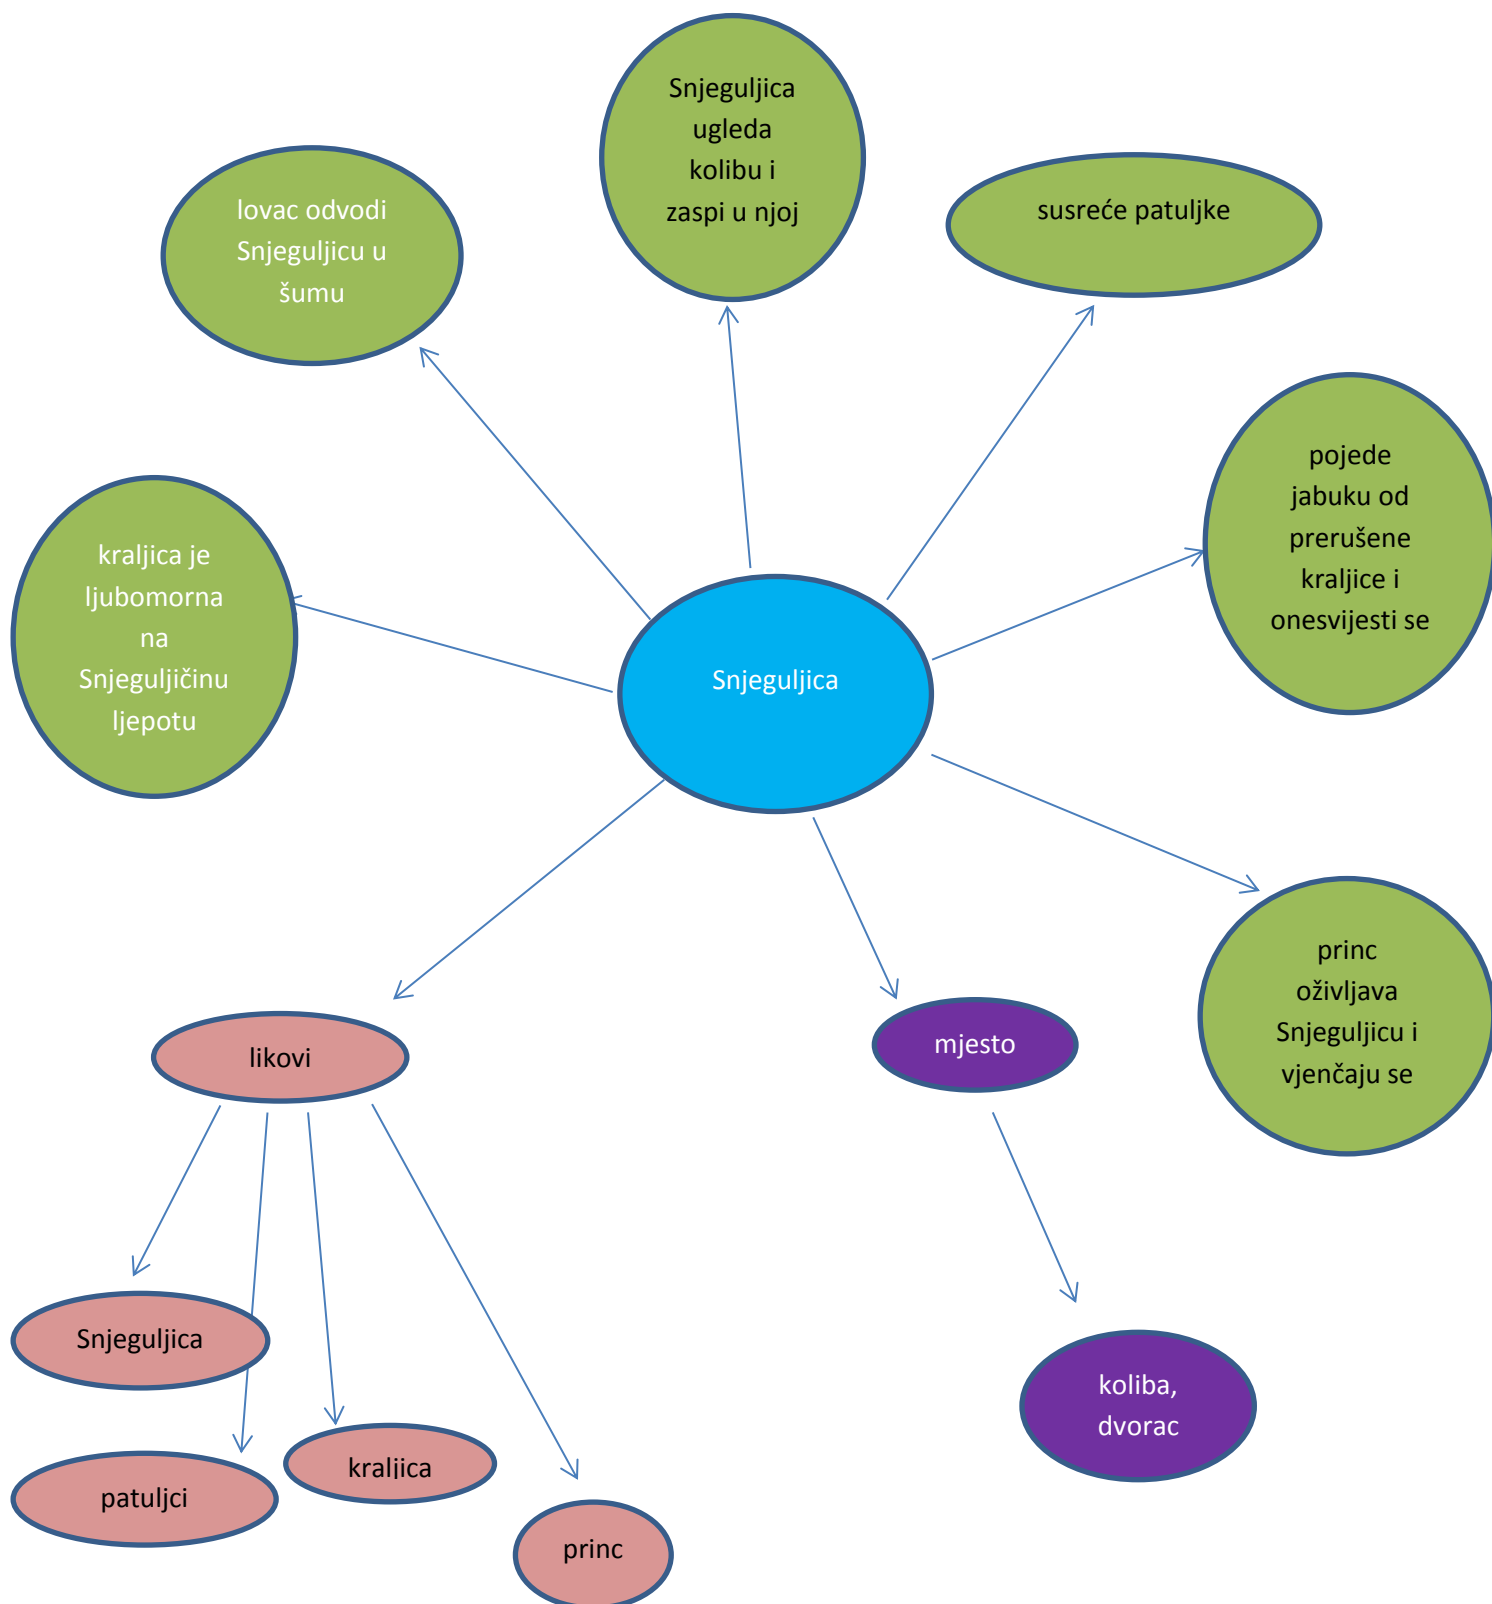 Snjeguljica
ugleda
kolibu i
zaspi u njoj
lovac odvodi
Snjeguljicu u
šumu
susreće patuljke
pojede
jabuku od
prerušene
kraljice i
onesvijesti se
kraljica je
ljubomorna
na
Snjeguljičinu
ljepotu
Snjeguljica
princ
oživljava
Snjeguljicu i
vjenčaju se
likovi
mjesto
Snjeguljica
koliba,
dvorac
kraljica
patuljci
princ